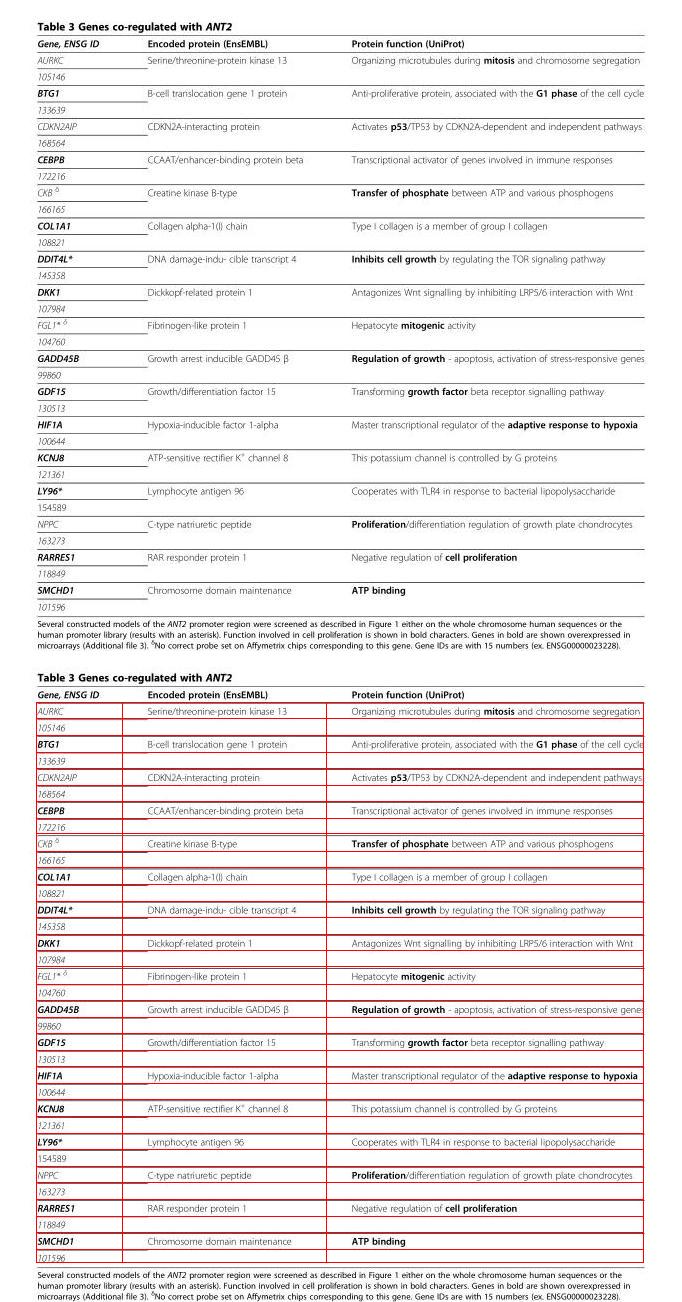 Table 3 Genes co-regulated with ANT2
Gene, ENSG ID Encoded protein (EnsEMBL) Protein function (UniProt)
AURKC Serine/threonine-protein kinase 13 Organizing microtubules during mitosis and chromosome segregation
105146
BTG1 B-cell translocation gene 1 protein Anti-proliferative protein, associated with the G1 phase of the cell cycle
133639
CDKN2AIP CDKN2A-interacting protein Activates p53/TP53 by CDKN2A-dependent and independent pathways
168564
CEBPB CCAAT/enhancer-binding protein beta Transcriptional activator of genes involved in immune responses
172216
CKB δ Creatine kinase B-type Transfer of phosphate between ATP and various phosphogens
166165
COL1A1 Collagen alpha-1(I) chain Type I collagen is a member of group I collagen
108821
DDIT4L* DNA damage-indu- cible transcript 4 Inhibits cell growth by regulating the TOR signaling pathway
145358
DKK1 Dickkopf-related protein 1 Antagonizes Wnt signalling by inhibiting LRP5/6 interaction with Wnt
107984
FGL1* δ Fibrinogen-like protein 1 Hepatocyte mitogenic activity
104760
GADD45B Growth arrest inducible GADD45 β Regulation of growth - apoptosis, activation of stress-responsive genes
99860
GDF15 Growth/differentiation factor 15 Transforming growth factor beta receptor signalling pathway
130513
HIF1A Hypoxia-inducible factor 1-alpha Master transcriptional regulator of the adaptive response to hypoxia
100644
KCNJ8 ATP-sensitive rectifier K+ channel 8 This potassium channel is controlled by G proteins
121361
LY96* Lymphocyte antigen 96 Cooperates with TLR4 in response to bacterial lipopolysaccharide
154589
NPPC C-type natriuretic peptide Proliferation/differentiation regulation of growth plate chondrocytes
163273
RARRES1 RAR responder protein 1 Negative regulation of cell proliferation
118849
SMCHD1 Chromosome domain maintenance ATP binding
101596
Several constructed models of the ANT2 promoter region were screened as described in Figure 1 either on the whole chromosome human sequences or the
human promoter library (results with an asterisk). Function involved in cell proliferation is shown in bold characters. Genes in bold are shown overexpressed in
microarrays (Additional file 3). δNo correct probe set on Affymetrix chips corresponding to this gene. Gene IDs are with 15 numbers (ex. ENSG00000023228).
Table 3 Genes co-regulated with ANT2
Gene, ENSG ID Encoded protein (EnsEMBL) Protein function (UniProt)
AURKC Serine/threonine-protein kinase 13 Organizing microtubules during mitosis and chromosome segregation
105146
BTG1 B-cell translocation gene 1 protein Anti-proliferative protein, associated with the G1 phase of the cell cycle
133639
CDKN2AIP CDKN2A-interacting protein Activates p53/TP53 by CDKN2A-dependent and independent pathways
168564
CEBPB CCAAT/enhancer-binding protein beta Transcriptional activator of genes involved in immune responses
172216
CKB δ Creatine kinase B-type Transfer of phosphate between ATP and various phosphogens
166165
COL1A1 Collagen alpha-1(I) chain Type I collagen is a member of group I collagen
108821
DDIT4L* DNA damage-indu- cible transcript 4 Inhibits cell growth by regulating the TOR signaling pathway
145358
DKK1 Dickkopf-related protein 1 Antagonizes Wnt signalling by inhibiting LRP5/6 interaction with Wnt
107984
FGL1* δ Fibrinogen-like protein 1 Hepatocyte mitogenic activity
104760
GADD45B Growth arrest inducible GADD45 β Regulation of growth - apoptosis, activation of stress-responsive genes
99860
GDF15 Growth/differentiation factor 15 Transforming growth factor beta receptor signalling pathway
130513
HIF1A Hypoxia-inducible factor 1-alpha Master transcriptional regulator of the adaptive response to hypoxia
100644
KCNJ8 ATP-sensitive rectifier K+ channel 8 This potassium channel is controlled by G proteins
121361
LY96* Lymphocyte antigen 96 Cooperates with TLR4 in response to bacterial lipopolysaccharide
154589
NPPC C-type natriuretic peptide Proliferation/differentiation regulation of growth plate chondrocytes
163273
RARRES1 RAR responder protein 1 Negative regulation of cell proliferation
118849
SMCHD1 Chromosome domain maintenance ATP binding
101596
Several constructed models of the ANT2 promoter region were screened as described in Figure 1 either on the whole chromosome human sequences or the
human promoter library (results with an asterisk). Function involved in cell proliferation is shown in bold characters. Genes in bold are shown overexpressed in
microarrays (Additional file 3). δNo correct probe set on Affymetrix chips corresponding to this gene. Gene IDs are with 15 numbers (ex. ENSG00000023228).